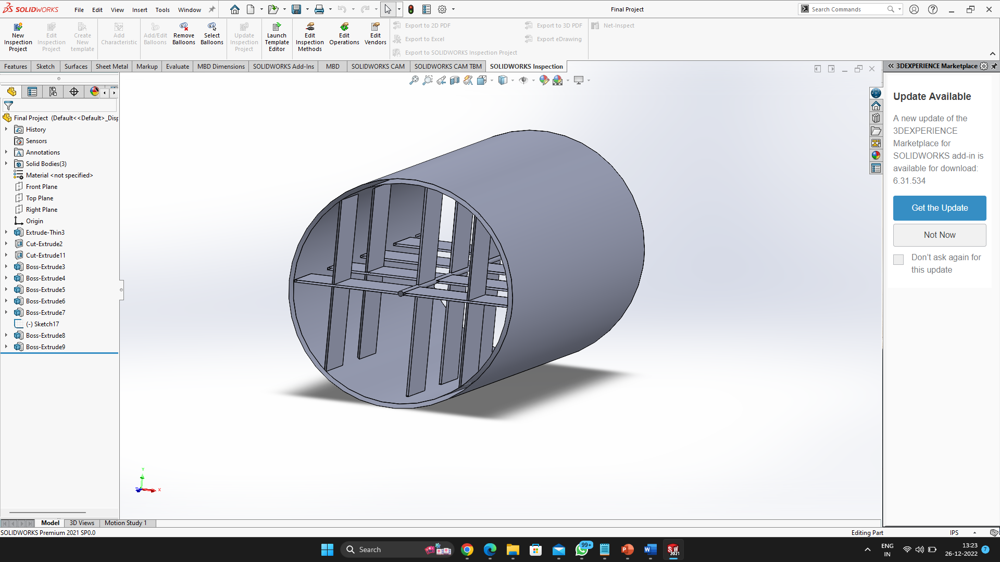 SOLIDWORKS File Edit View Insert Tools Window Final Project Search Commands
New Inspection Project
Edit Inspection Project
Create New template
Add Characteristic
Add/Edit Balloons
Remove Balloons
Select Balloons
Update Inspection Project
Launch Template Editor
Edit Inspection Methods
Edit Operations
Edit Vendors
Export to 2D PDF
Export to Excel
Export to SOLIDWORKS Inspection Project
Export to 3D PDF
Export eDrawing
Net-Inspect
Features Sketch Surfaces Sheet Metal Markup Evaluate MBD Dimensions SOLIDWORKS Add-Ins MBD SOLIDWORKS CAM SOLIDWORKS CAM TBM SOLIDWORKS Inspection
3DEXPERIENCE Marketplace
Final Project (Default<<Default>_Disp
History
Sensors
Annotations
Solid Bodies(3)
Material <not specified>
Front Plane
Top Plane
Right Plane
Origin
Extrude-Thin3
Cut-Extrude2
Cut-Extrude11
Boss-Extrude3
Boss-Extrude4
Boss-Extrude5
Boss-Extrude6
Boss-Extrude7
(-) Sketch17
Boss-Extrude8
Boss-Extrude9
Update Available
A new update of the
3DEXPERIENCE
Marketplace for
SOLIDWORKS add-in is
available for download:
6.31.534
Get the Update
Not Now
Don't ask again for
this update
Y
X
Model 3D Views Motion Study 1
SOLIDWORKS Premium 2021 SP0.0 Editing Part IPS
Search
99+
SW
2021
ENG
IN
13:23
26-12-2022
7